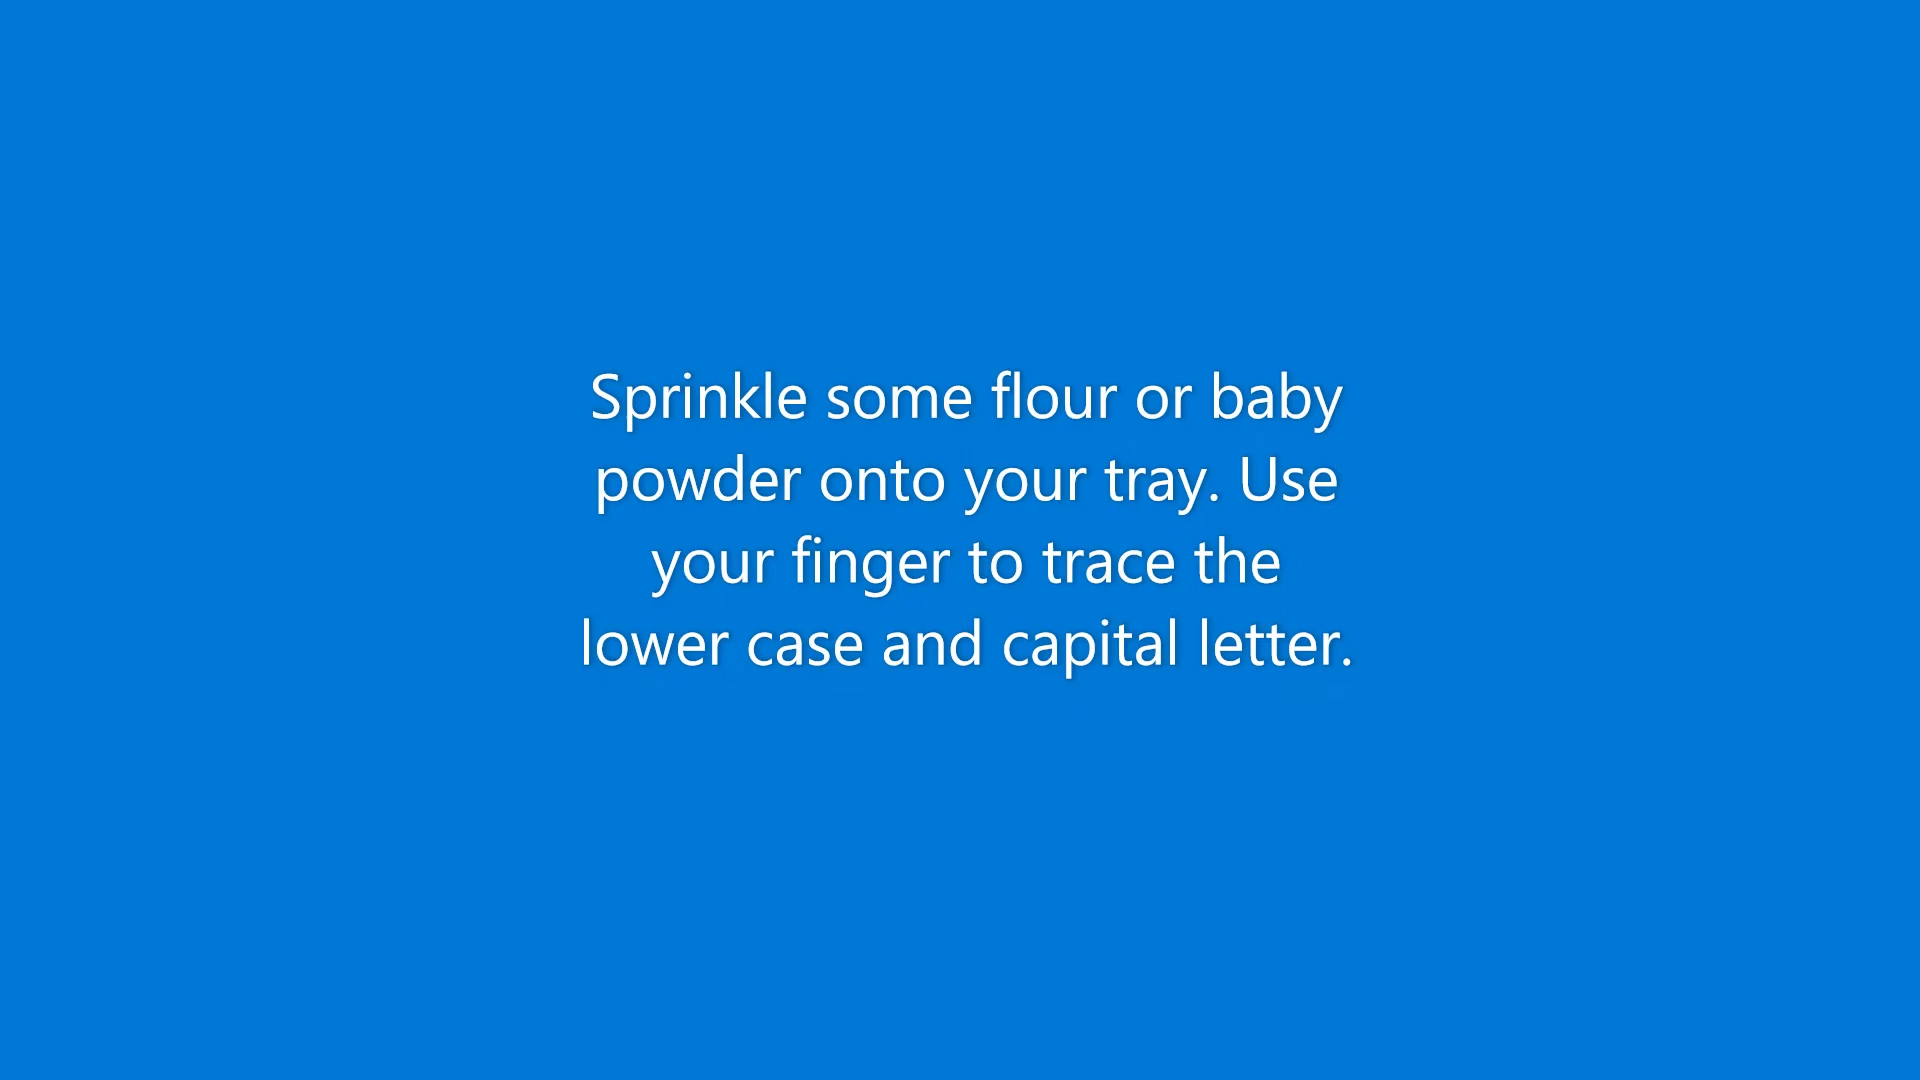 Sprinkle some flour or baby
powder onto your tray. Use
your finger to trace the
lower case and capital letter.